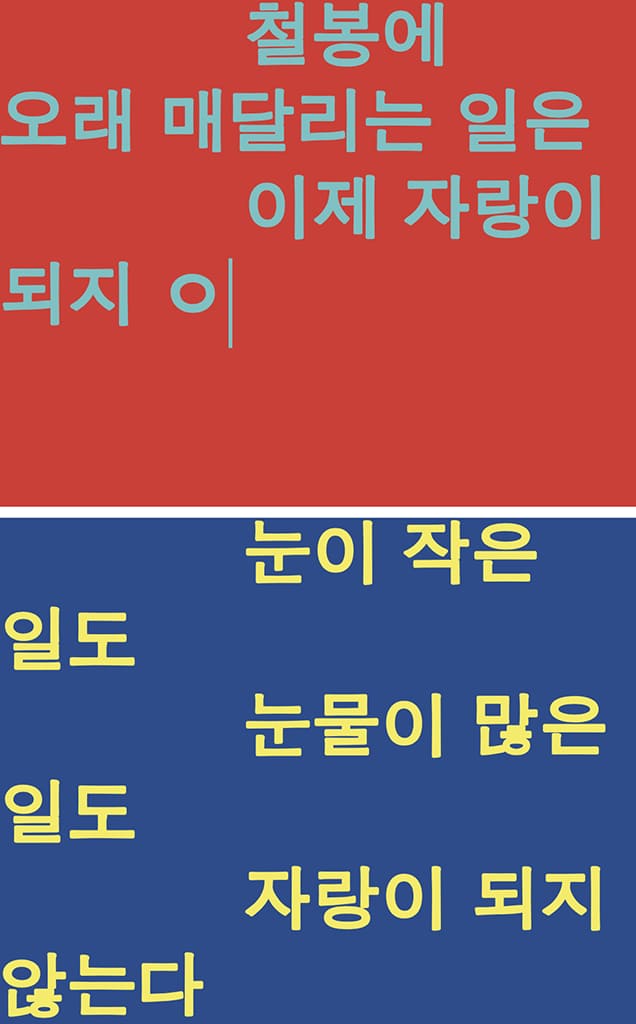 철봉에
오래 매달리는 일은
이제 자랑이
되지 ㅇ
눈이 작은
일도
눈물이 많은
일도
자랑이 되지
않는다